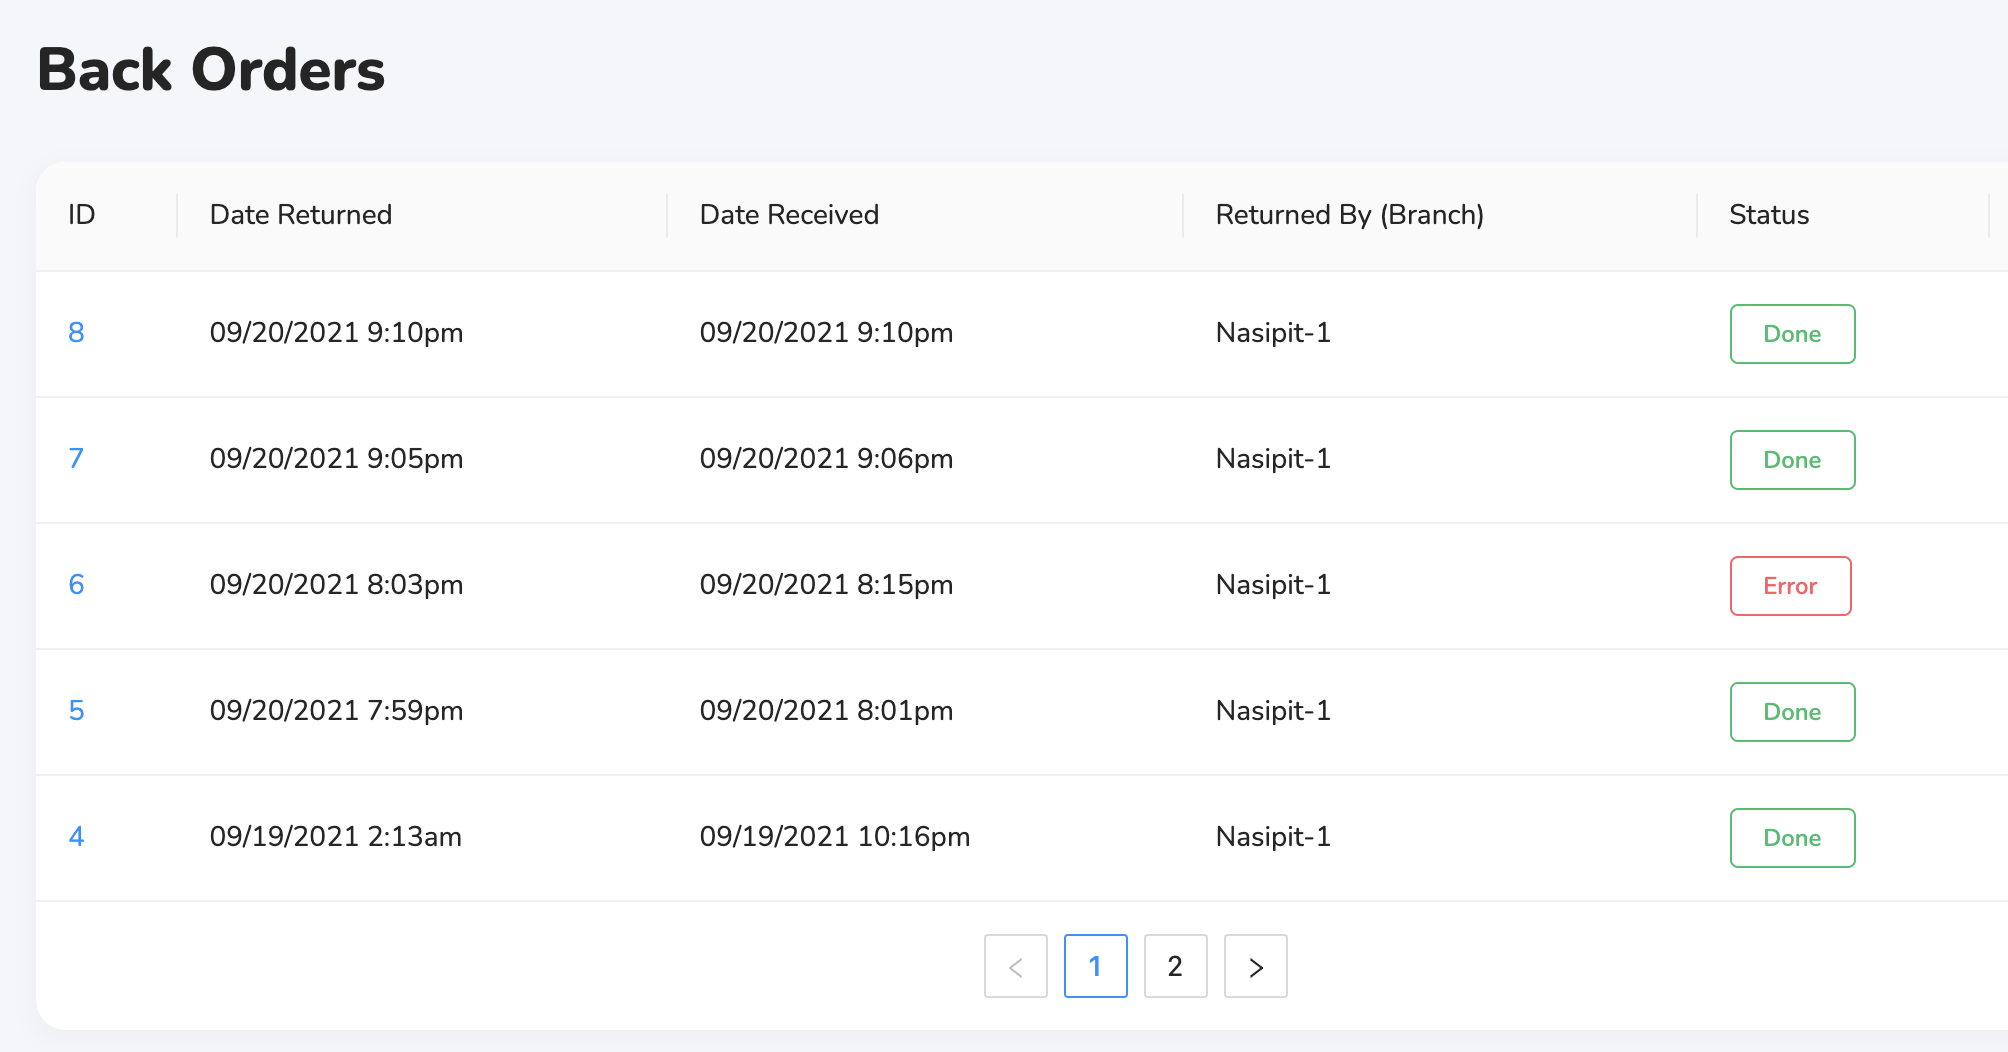 Back Orders
ID Date Returned Date Received Returned By (Branch) Status
8 09/20/2021 9:10pm 09/20/2021 9:10pm Nasipit-1 Done
7 09/20/2021 9:05pm 09/20/2021 9:06pm Nasipit-1 Done
6 09/20/2021 8:03pm 09/20/2021 8:15pm Nasipit-1 Error
5 09/20/2021 7:59pm 09/20/2021 8:01pm Nasipit-1 Done
4 09/19/2021 2:13am 09/19/2021 10:16pm Nasipit-1 Done
< 1 2 >